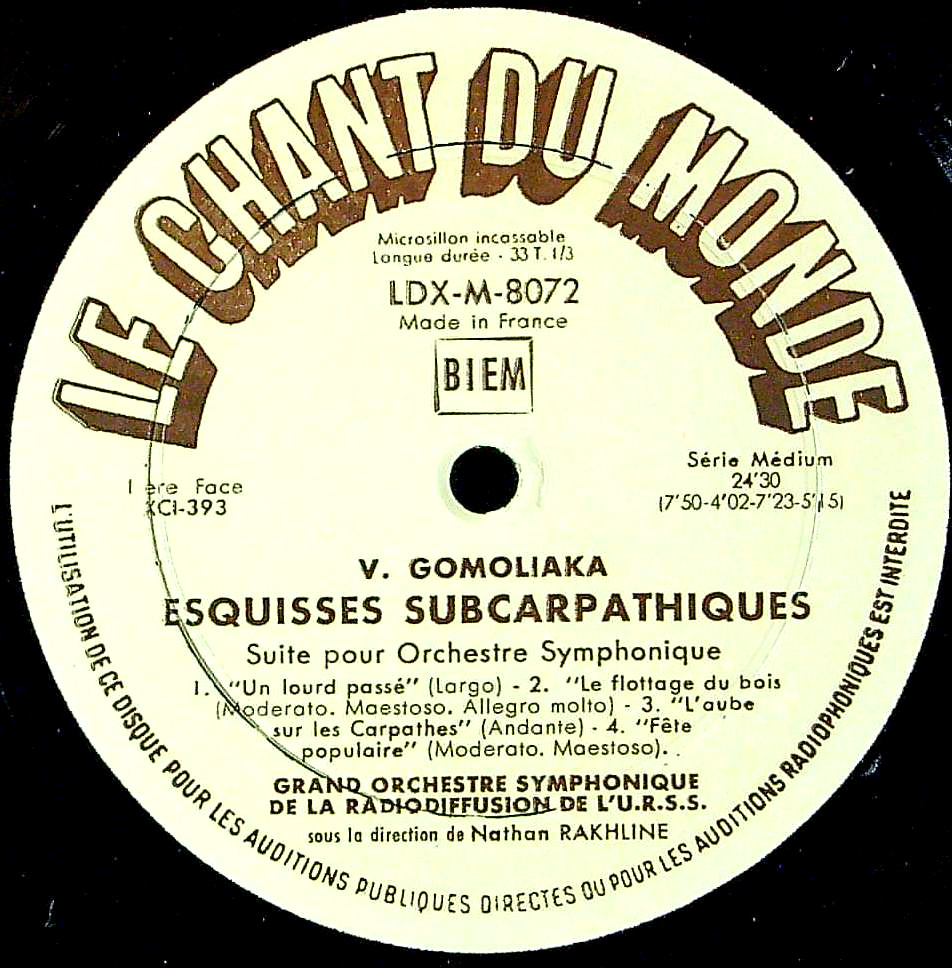 LE CHANT DU MONDE
Microsillon incassable
Longue durée - 33 T. 1/3
LDX-M-8072
Made in France
BIEM
1 ère Face
XCI-393
Série Médium
24'30
(7'50-4'02-7'23-5'15)
V. GOMOLIAKA
ESQUISSES SUBCARPATHIQUES
Suite pour Orchestre Symphonique
1. "Un lourd passé" (Largo) - 2. "Le flottage du bois
(Moderato. Maestoso. Allegro molto) - 3. "L'aube
sur les Carpathes" (Andante) - 4. "Fête
populaire" (Moderato. Maestoso).
GRAND ORCHESTRE SYMPHONIQUE
DE LA RADIODIFFUSION DE L'U.R.S.S.
sous la direction de Nathan RAKHLINE
L'UTILISATION DE CE DISQUE POUR LES AUDITIONS PUBLIQUES DIRECTES OU POUR LES AUDITIONS RADIOPHONIQUES EST INTERDITE